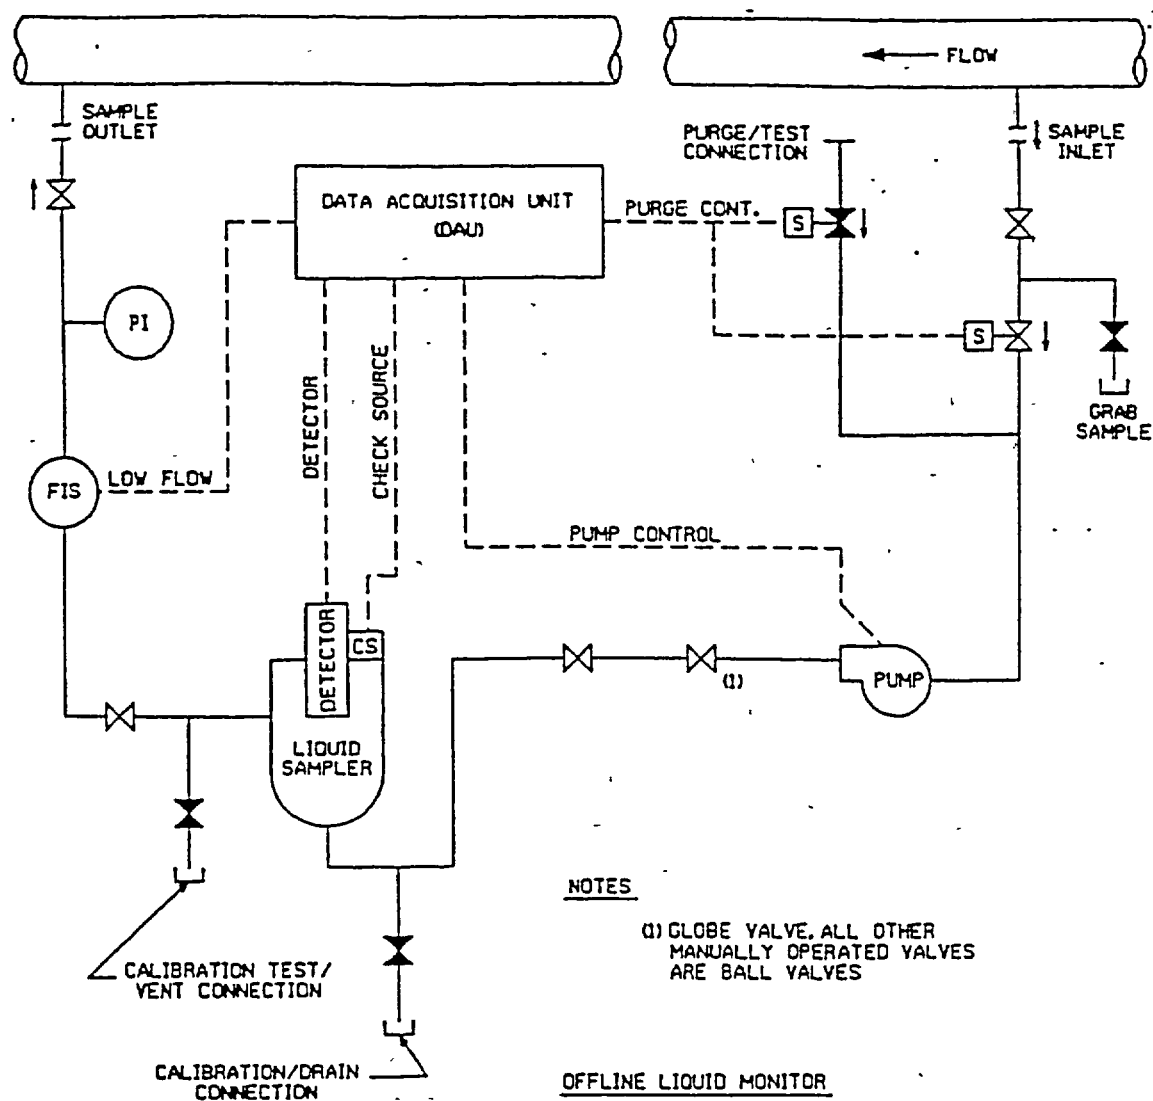 FLOW
SAMPLE
OUTLET
PURGE/TEST
CONNECTION
SAMPLE
INLET
DATA ACQUISITION UNIT
(DAU)
PURGE CONT.
S
PI
S
DETECTOR
CHECK SOURCE
GRAB
SAMPLE
FIS
LOW FLOW
PUMP CONTROL
DETECTOR
CS
(1)
PUMP
LIQUID
SAMPLER
NOTES
(1) GLOBE VALVE, ALL OTHER
MANUALLY OPERATED VALVES
ARE BALL VALVES
CALIBRATION TEST/
VENT CONNECTION
CALIBRATION/DRAIN
CONNECTION
OFFLINE LIQUID MONITOR